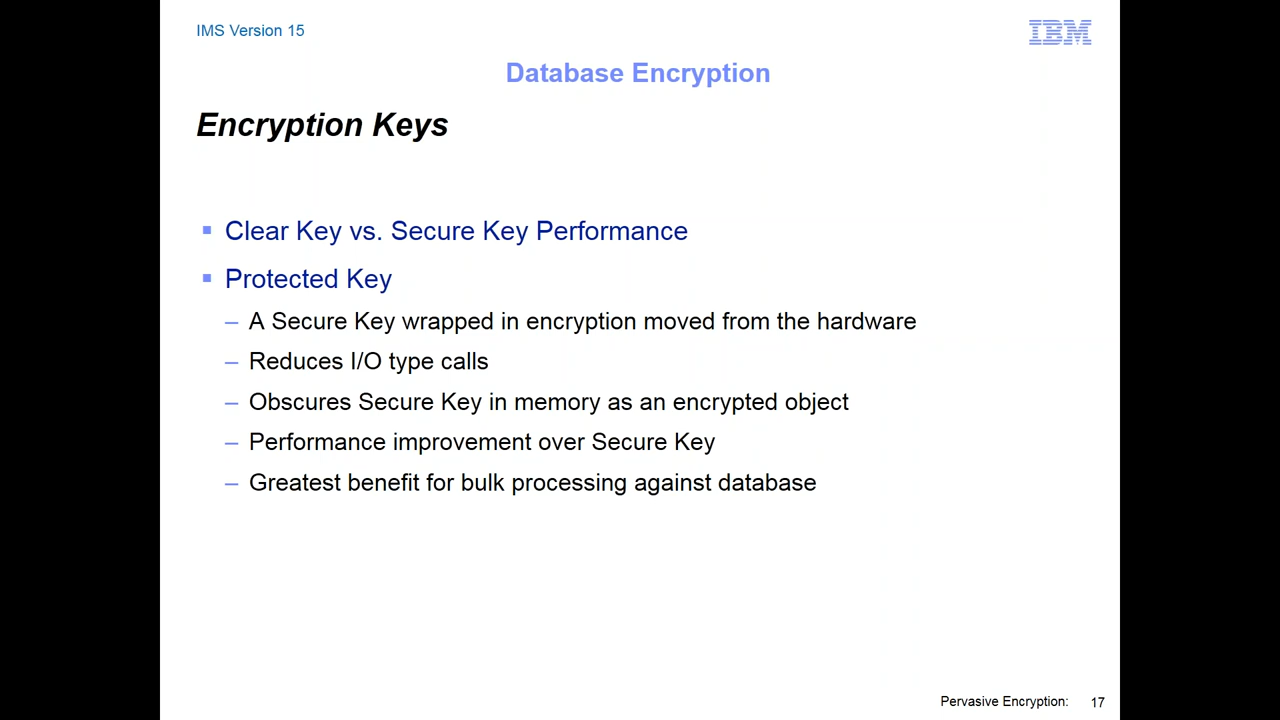 IMS Version 15
IBM
Database Encryption
Encryption Keys
▪ Clear Key vs. Secure Key Performance
▪ Protected Key
– A Secure Key wrapped in encryption moved from the hardware
– Reduces I/O type calls
– Obscures Secure Key in memory as an encrypted object
– Performance improvement over Secure Key
– Greatest benefit for bulk processing against database
Pervasive Encryption: 17